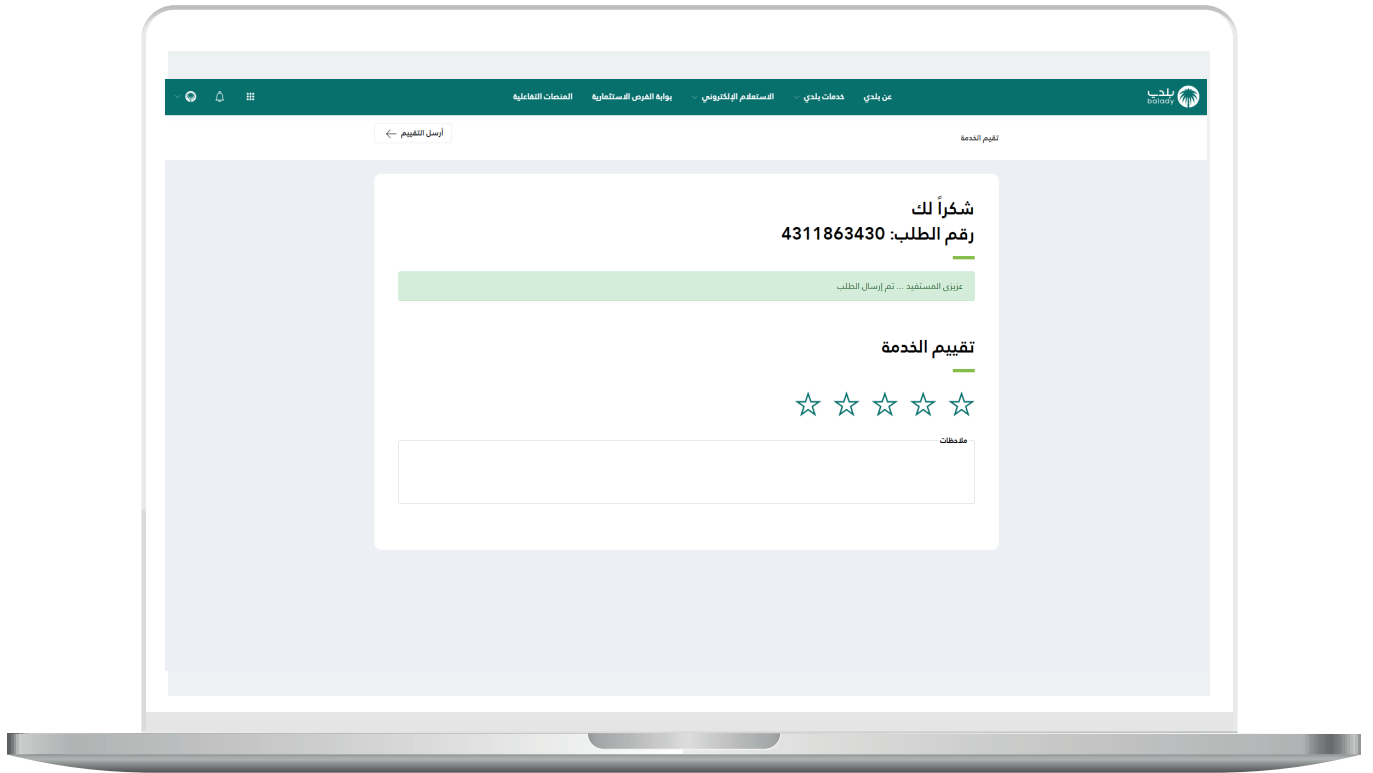 بلدي
balady
عن بلدي
خدمات بلدي
الاستعلام الإلكتروني
بوابة الفرص الاستثمارية
المنصات التفاعلية
تقيم الخدمة
أرسل التقييم
شكراً لك
رقم الطلب: 4311863430
عزيزى المستفيد ... تم إرسال الطلب
تقييم الخدمة
ملاحظات